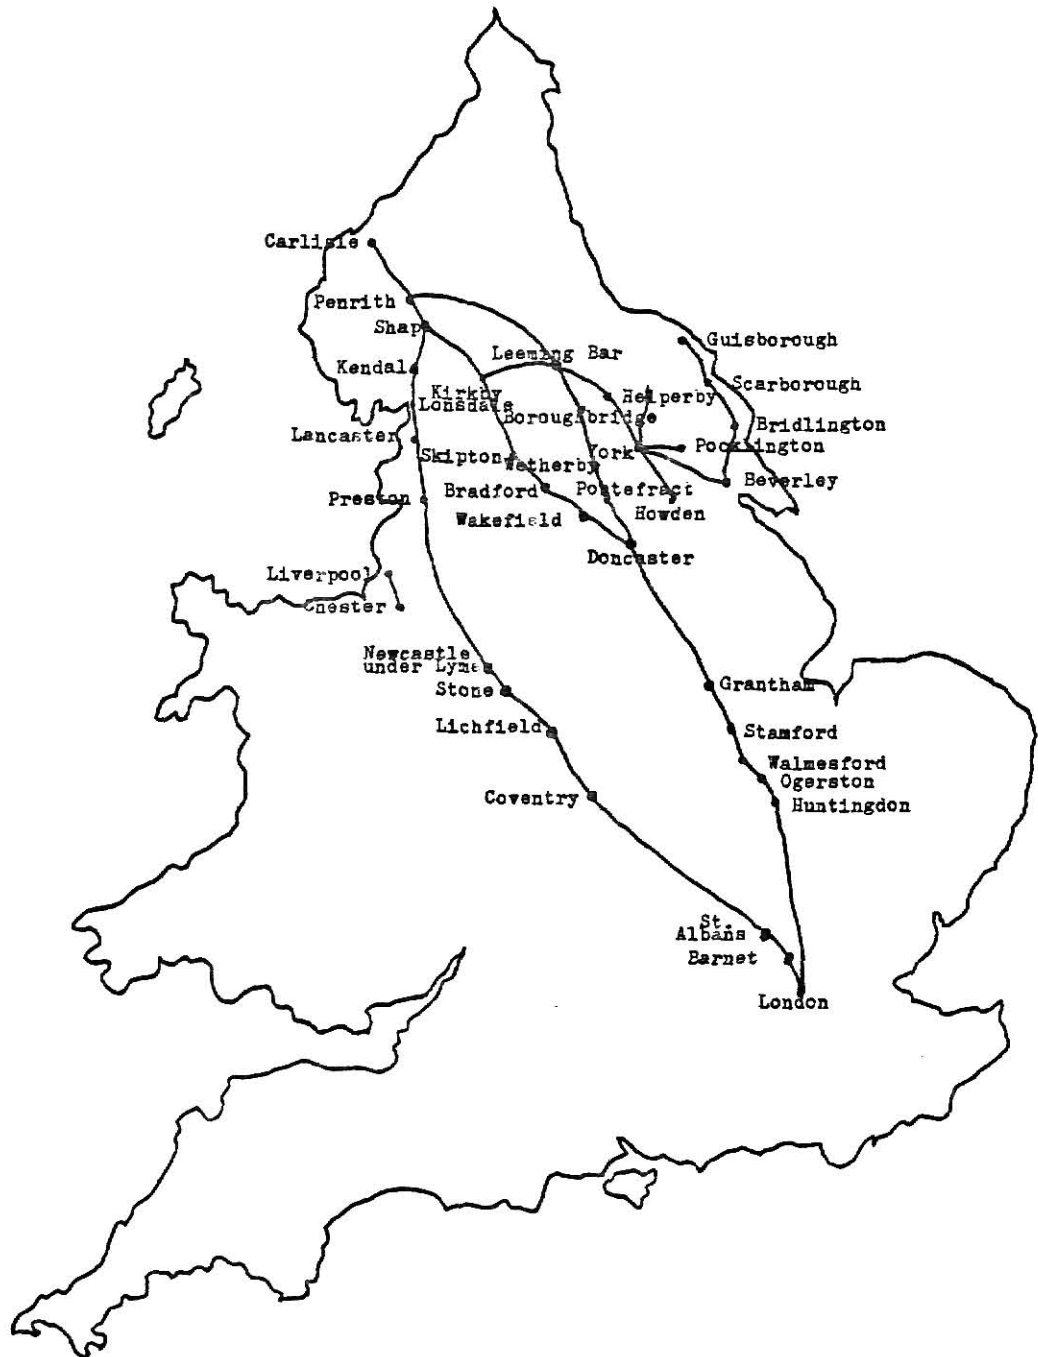 Carlisle
Penrith
Shap
Guisborough
Leeming Bar
Kendal
Scarborough
Kirkby
Lonsdale
Helperby
Boroughbridge
Bridlington
Lancaster
Pocklington
York
Skipton
Wetherby
Beverley
Bradford
Pontefract
Preston
Howden
Wakefield
Doncaster
Liverpool
Chester
Newcastle
under Lyme
Stone
Grantham
Lichfield
Stamford
Walmesford
Ogerston
Coventry
Huntingdon
St.
Albans
Barnet
London